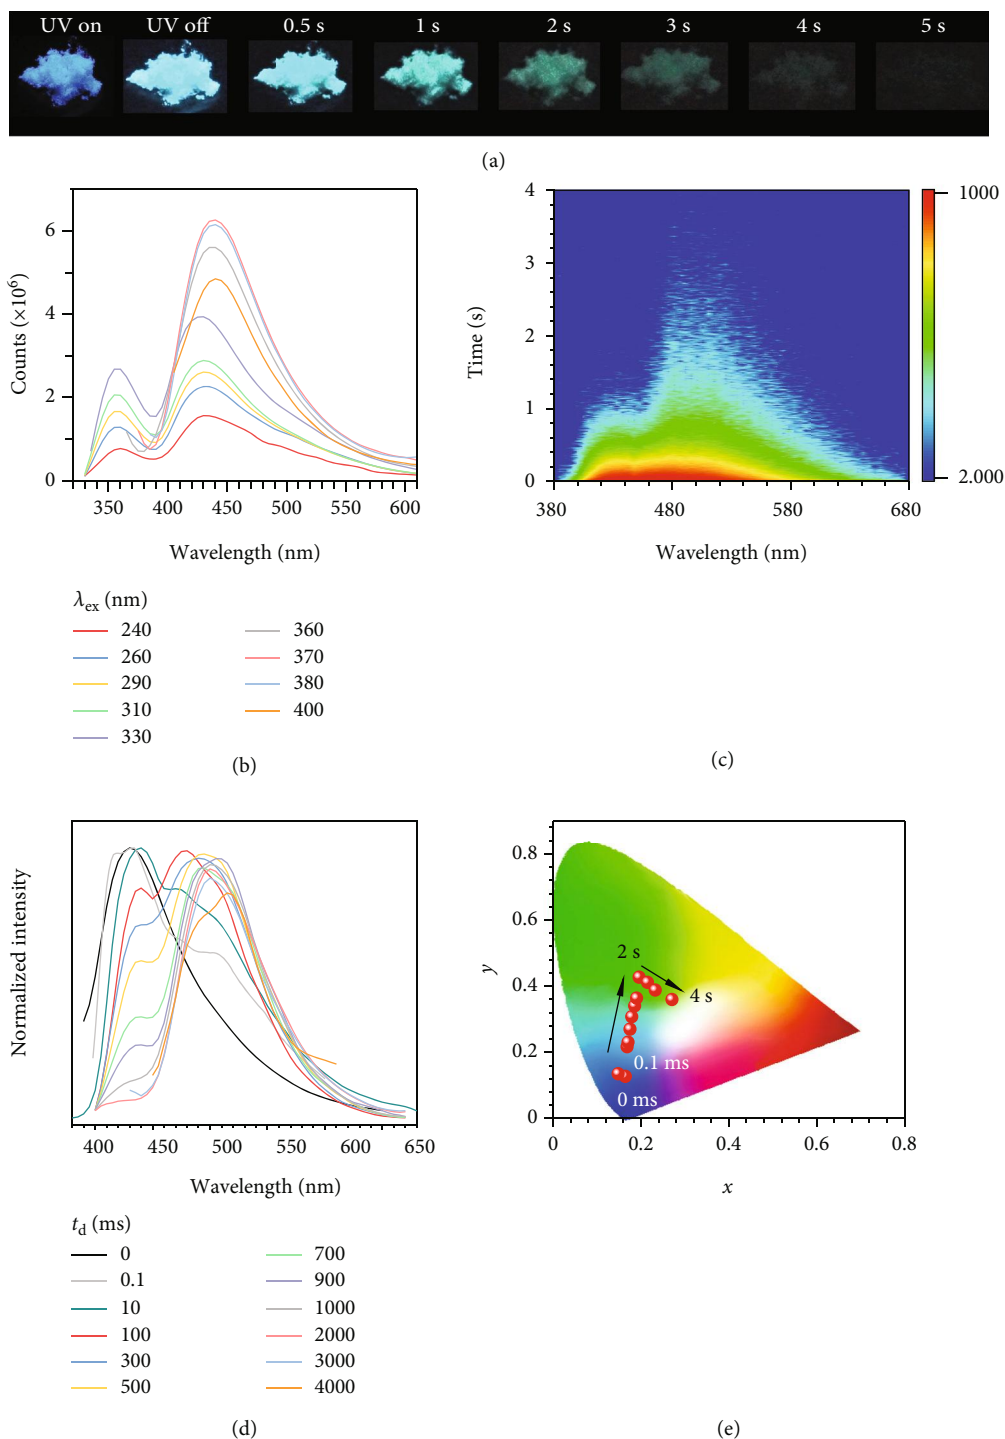 UV on UV off 0.5 s 1 s 2 s 3 s 4 s 5 s
(a)
Counts (×10⁶)
6
4
2
0
350 400 450 500 550 600
Wavelength (nm)
λex (nm)
240 360
260 370
290 380
310 400
330
(b)
Time (s)
4
3
2
1
0
380 480 580 680
Wavelength (nm)
1000
2.000
(c)
Normalized intensity
400 450 500 550 600 650
Wavelength (nm)
td (ms)
0 700
0.1 900
10 1000
100 2000
300 3000
500 4000
(d)
y
0.8
0.6
0.4
0.2
0
2 s
4 s
0.1 ms
0 ms
0 0.2 0.4 0.6 0.8
x
(e)